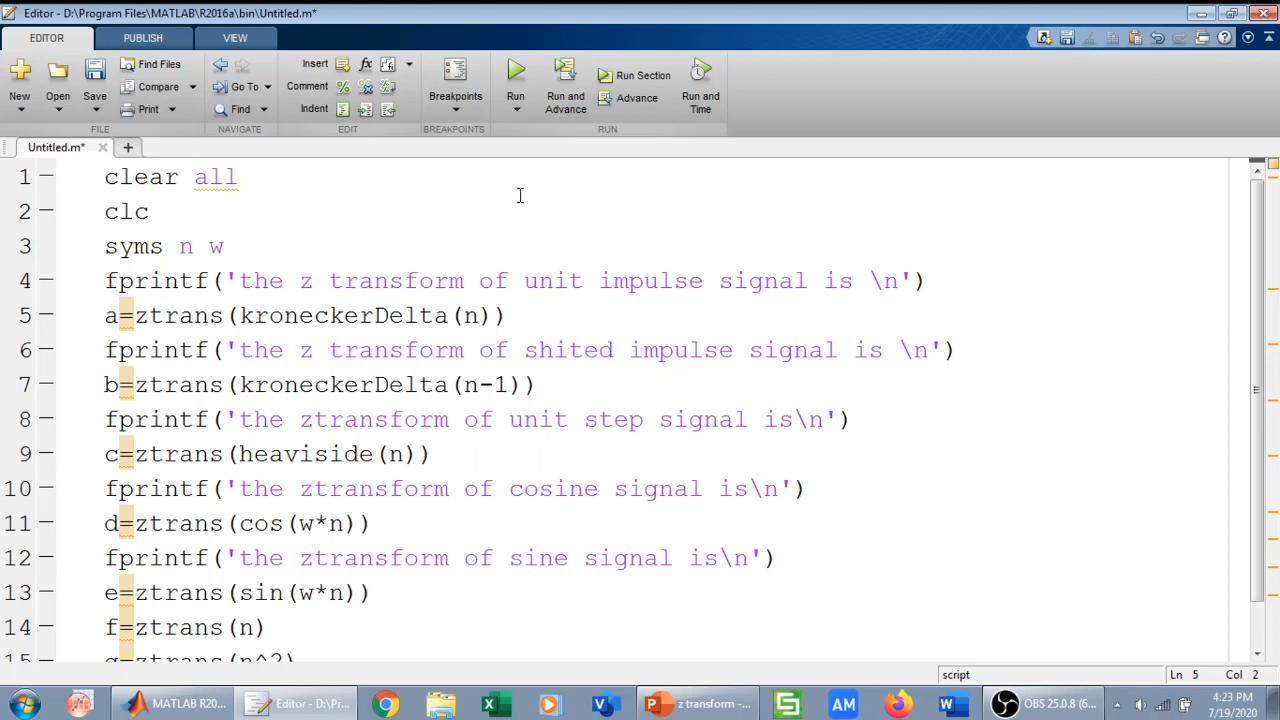 Editor - D:\Program Files\MATLAB\R2016a\bin\Untitled.m*
EDITOR PUBLISH VIEW
New Open Save Find Files Compare Print
Go To Find
Insert fx
Comment %
Indent
Breakpoints
Run Run and Advance Run Section Advance Run and Time
FILE NAVIGATE EDIT BREAKPOINTS RUN
Untitled.m*
1 clear all
2 clc
3 syms n w
4 fprintf('the z transform of unit impulse signal is \n')
5 a=ztrans(kroneckerDelta(n))
6 fprintf('the z transform of shited impulse signal is \n')
7 b=ztrans(kroneckerDelta(n-1))
8 fprintf('the ztransform of unit step signal is\n')
9 c=ztrans(heaviside(n))
10 fprintf('the ztransform of cosine signal is\n')
11 d=ztrans(cos(w*n))
12 fprintf('the ztransform of sine signal is\n')
13 e=ztrans(sin(w*n))
14 f=ztrans(n)
15 g=ztrans(n^2)
script Ln 5 Col 2
MATLAB R20... Editor - D:\Pr... z transform -... AM OBS 25.0.8 (6... 4:23 PM
7/19/2020